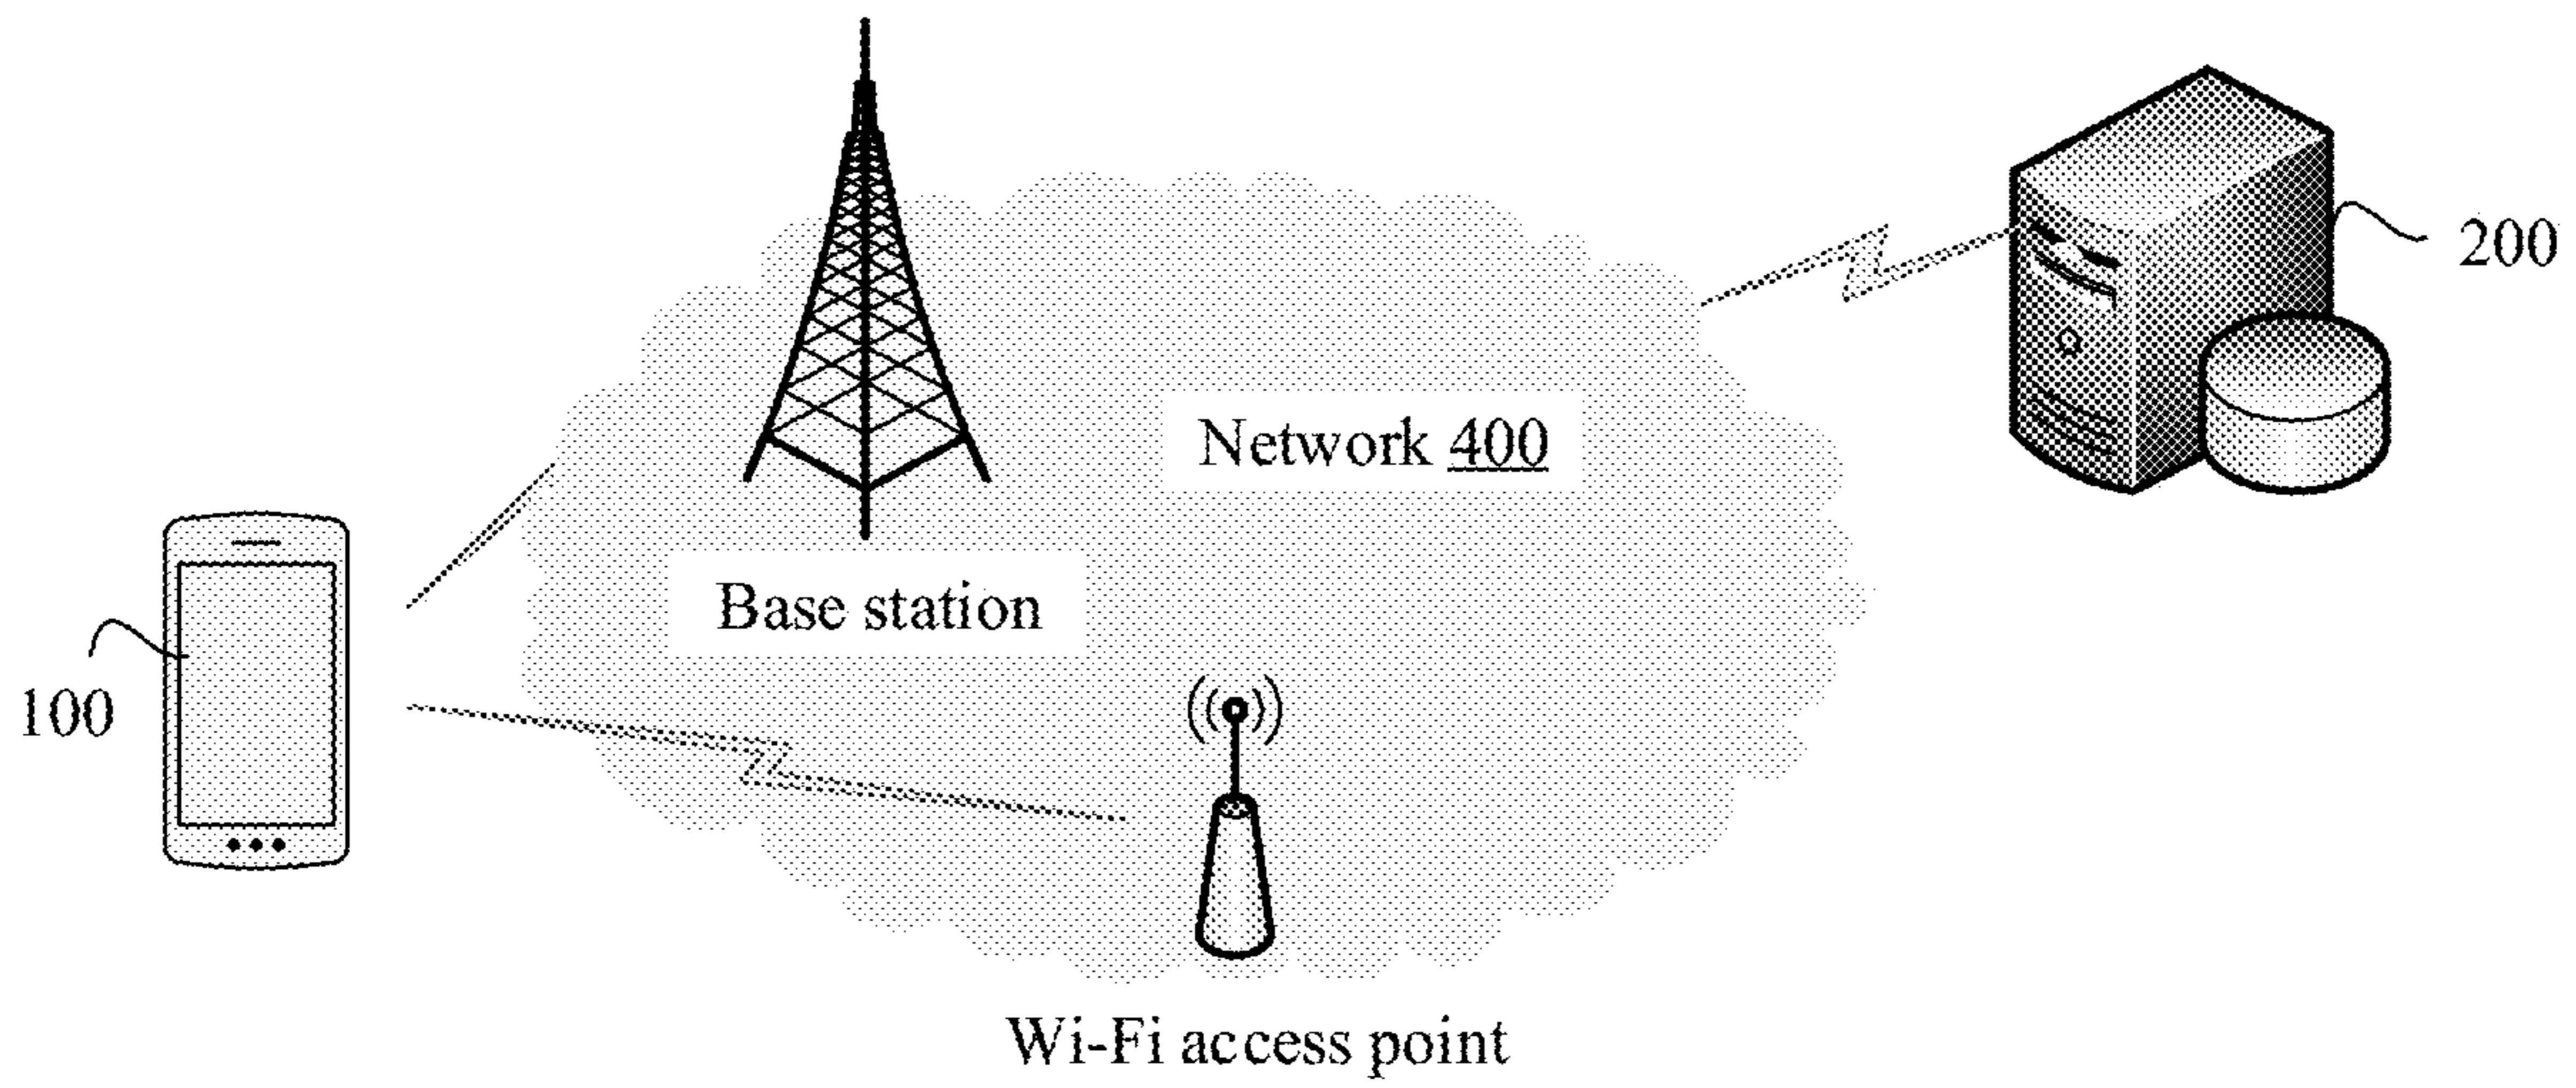 200
Network 400
Base station
100
Wi-Fi access point